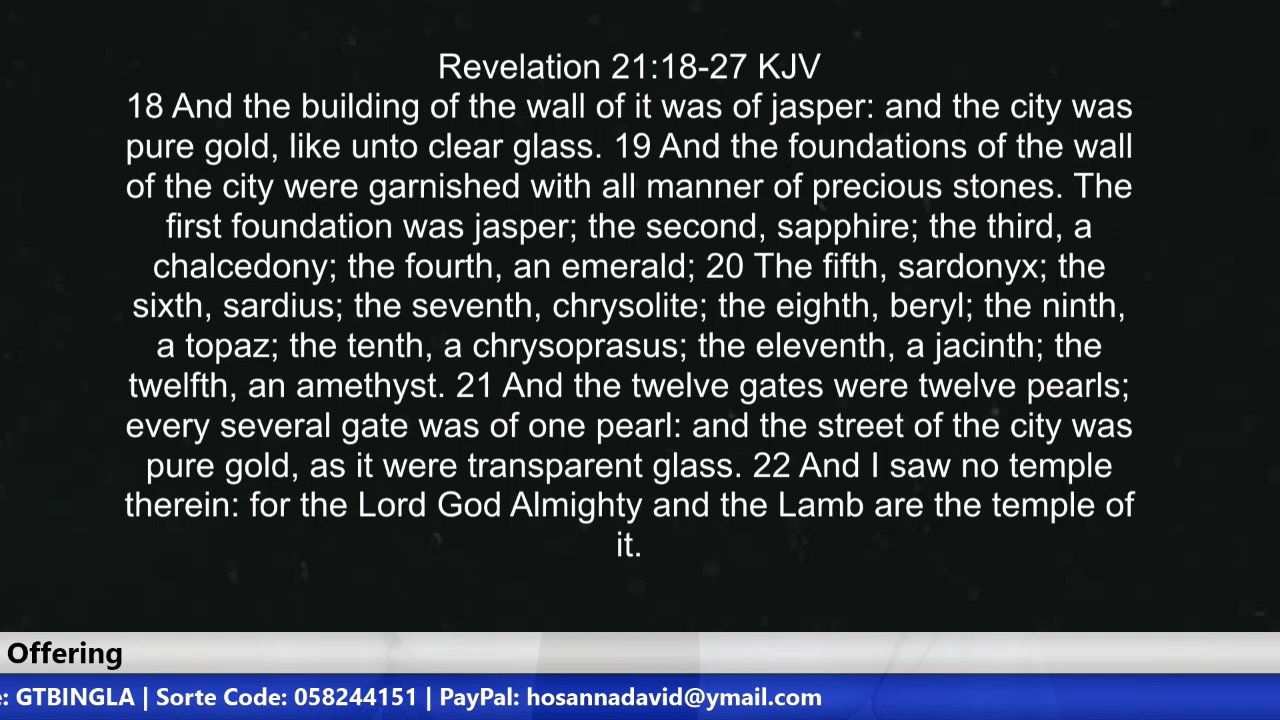 Revelation 21:18-27 KJV
18 And the building of the wall of it was of jasper: and the city was
pure gold, like unto clear glass. 19 And the foundations of the wall
of the city were garnished with all manner of precious stones. The
first foundation was jasper; the second, sapphire; the third, a
chalcedony; the fourth, an emerald; 20 The fifth, sardonyx; the
sixth, sardius; the seventh, chrysolite; the eighth, beryl; the ninth,
a topaz; the tenth, a chrysoprasus; the eleventh, a jacinth; the
twelfth, an amethyst. 21 And the twelve gates were twelve pearls;
every several gate was of one pearl: and the street of the city was
pure gold, as it were transparent glass. 22 And I saw no temple
therein: for the Lord God Almighty and the Lamb are the temple of
it.
Offering
e: GTBINGLA | Sorte Code: 058244151 | PayPal: hosannadavid@ymail.com